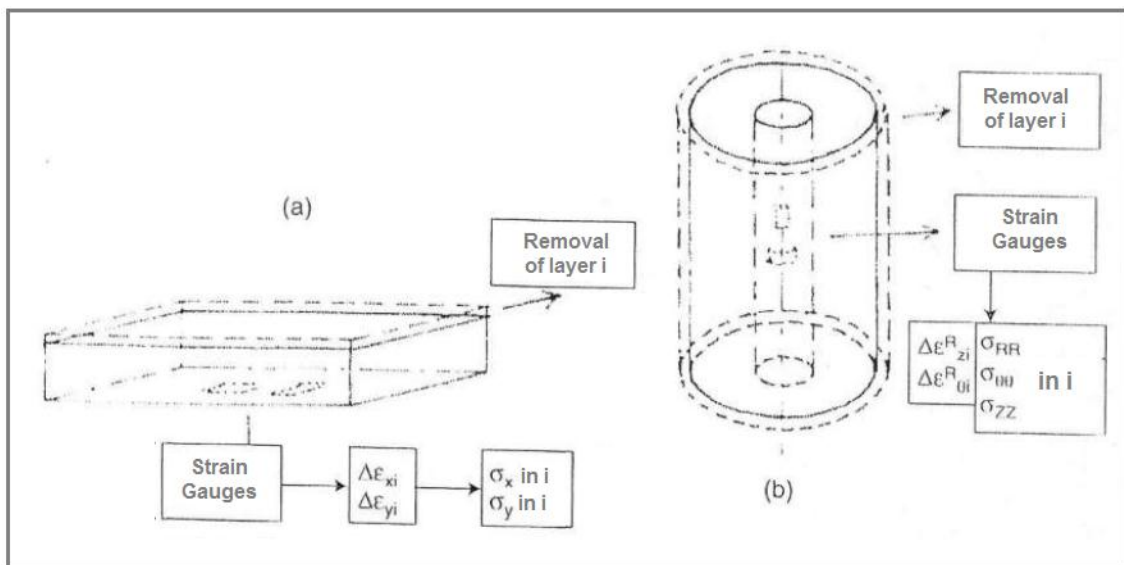 (a)
Removal
of layer i
Strain
Gauges
Δε_xi
Δε_yi
σ_x in i
σ_y in i
Removal
of layer i
Strain
Gauges
Δε^R_zi
Δε^R_θi
σ_RR
σ_θθ
σ_ZZ
in i
(b)